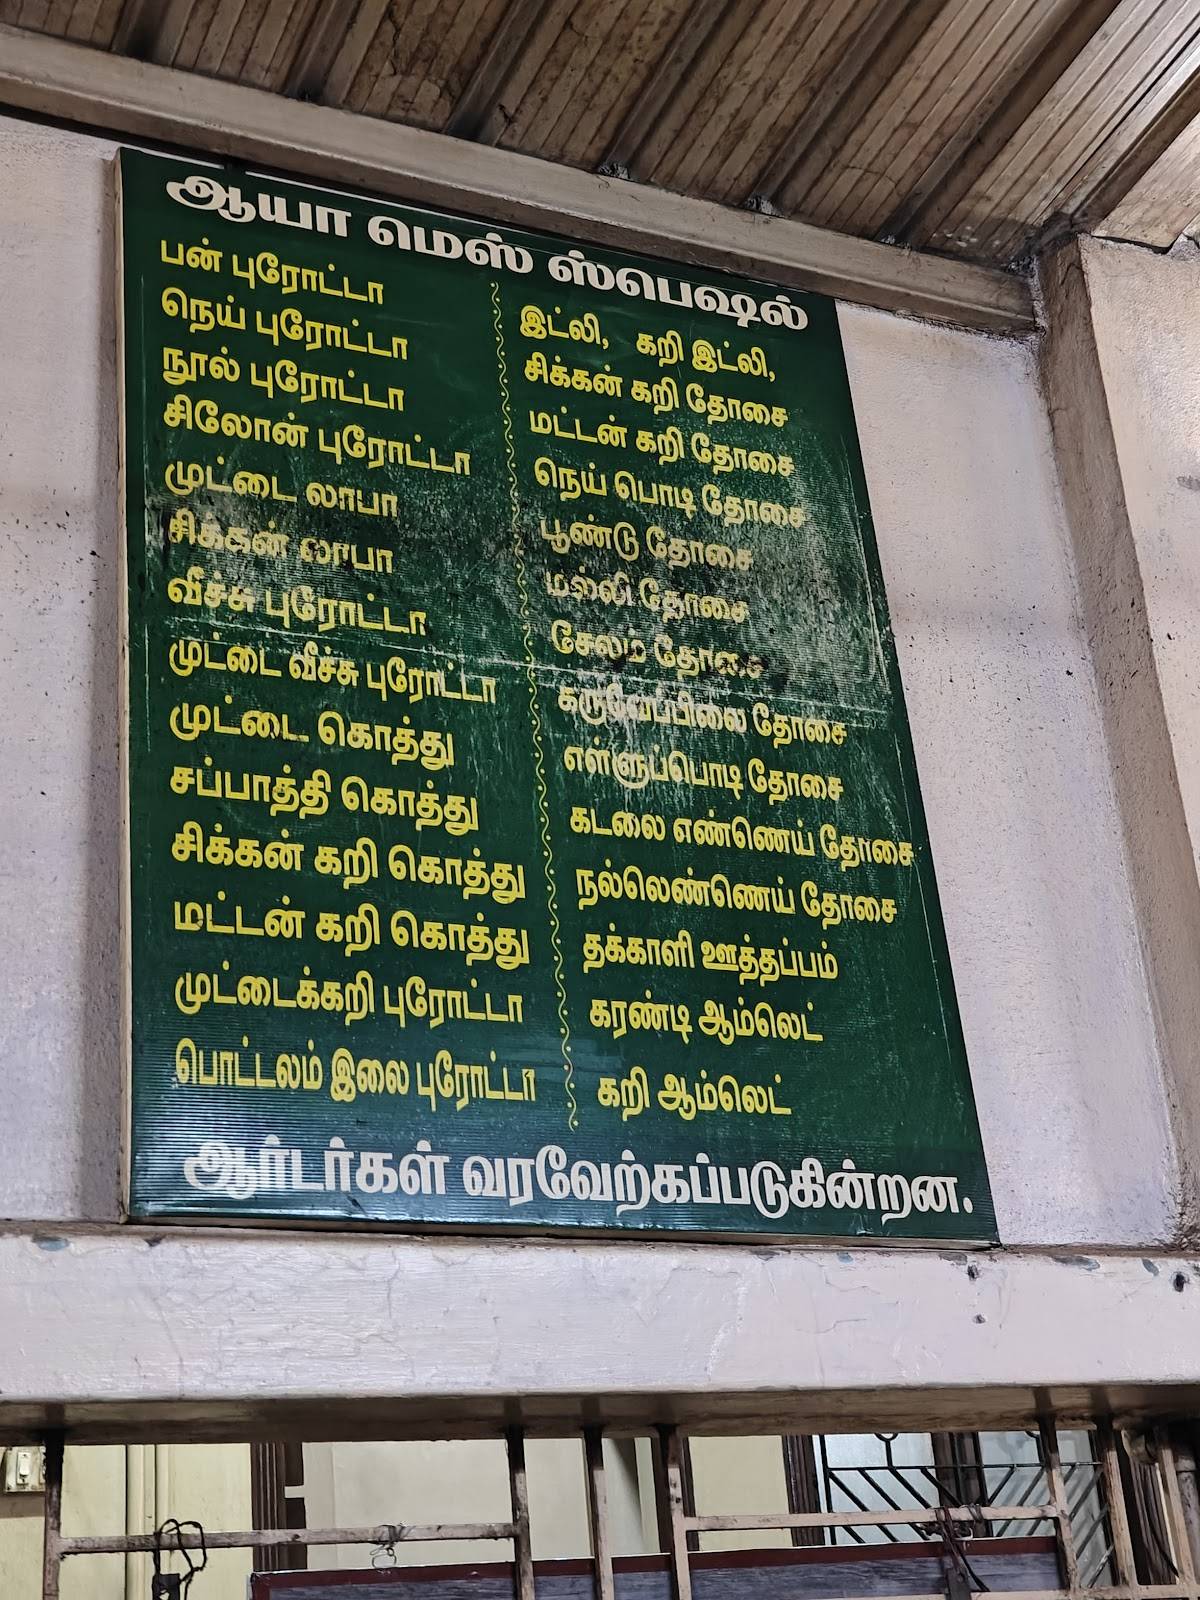 ஆயா மெஸ் ஸ்பெஷல்
பன் புரோட்டா
நெய் புரோட்டா
நூல் புரோட்டா
சிலோன் புரோட்டா
முட்டை லாபா
சிக்கன் லாபா
வீச்சு புரோட்டா
முட்டை வீச்சு புரோட்டா
முட்டை கொத்து
சப்பாத்தி கொத்து
சிக்கன் கறி கொத்து
மட்டன் கறி கொத்து
முட்டைக்கறி புரோட்டா
பொட்டலம் இலை புரோட்டா
இட்லி, கறி இட்லி,
சிக்கன் கறி தோசை
மட்டன் கறி தோசை
நெய் பொடி தோசை
பூண்டு தோசை
மல்லி தோசை
சேலம் தோசை
கருவேப்பிலை தோசை
எள்ளுப்பொடி தோசை
கடலை எண்ணெய் தோசை
நல்லெண்ணெய் தோசை
தக்காளி ஊத்தப்பம்
கரண்டி ஆம்லெட்
கறி ஆம்லெட்
ஆர்டர்கள் வரவேற்கப்படுகின்றன.